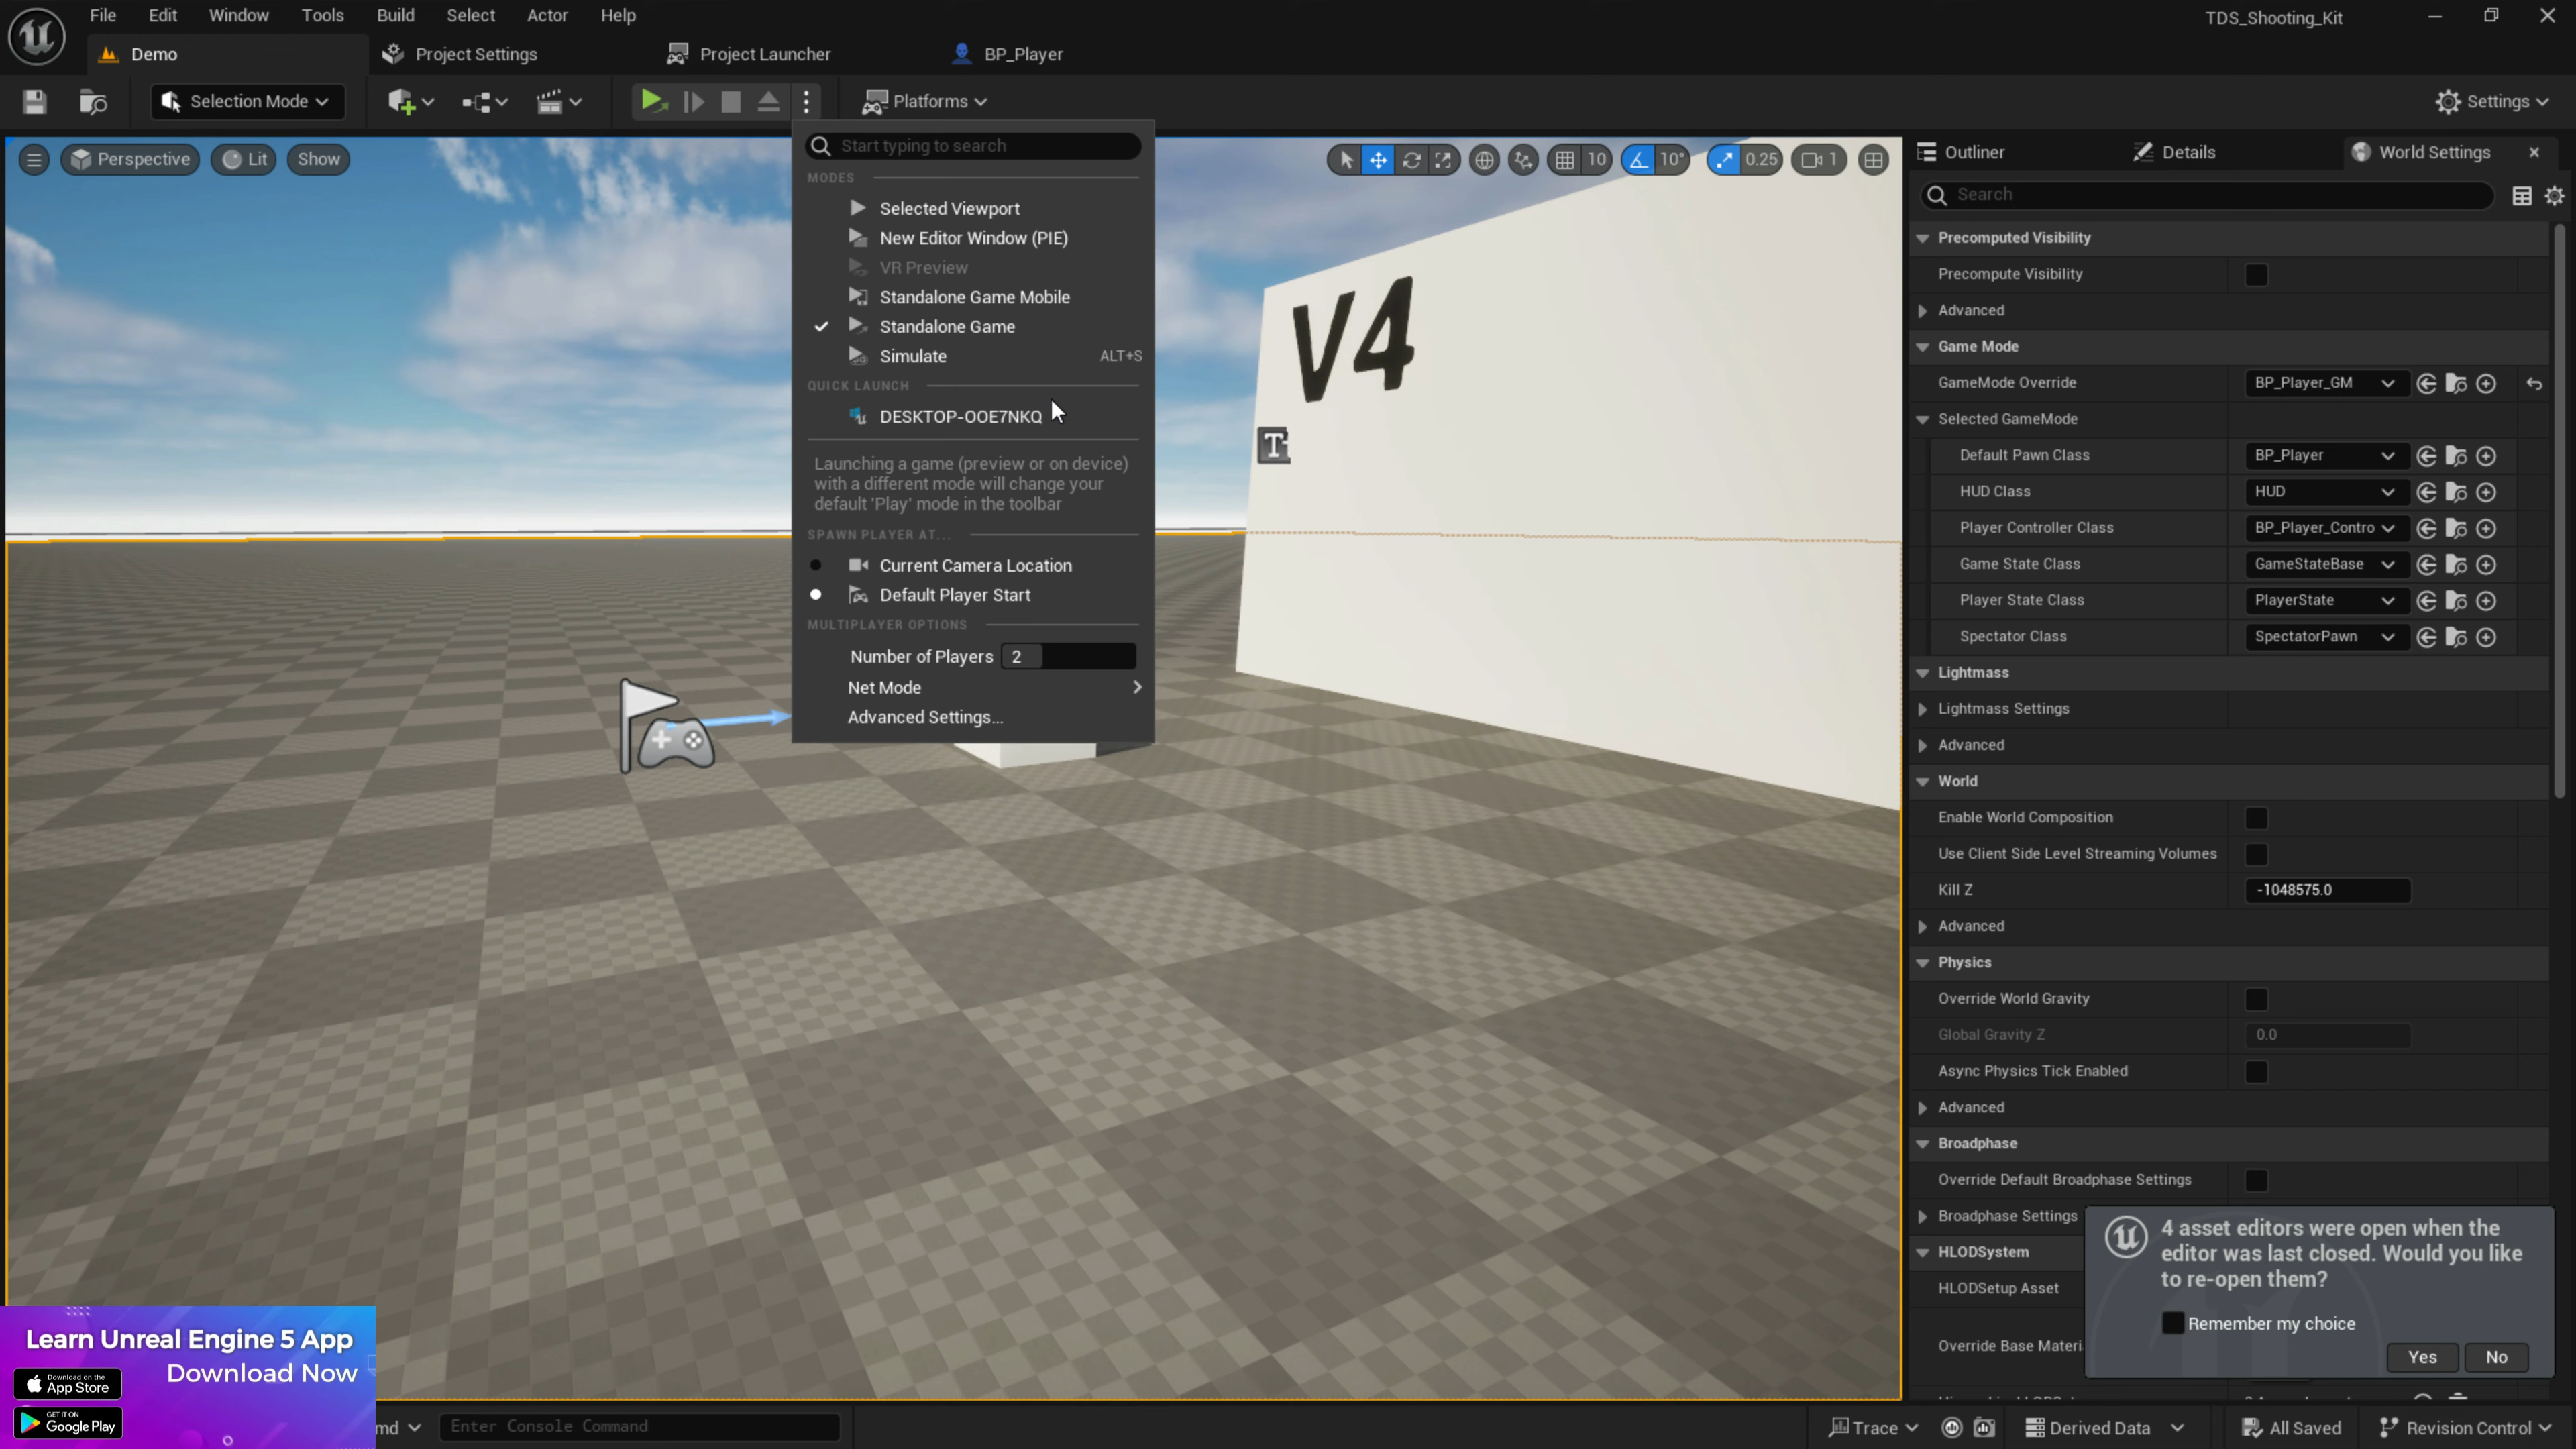 File Edit Window Tools Build Select Actor Help
TDS_Shooting_Kit
Demo Project Settings Project Launcher BP_Player
Selection Mode Platforms Settings
Perspective Lit Show
10 10° 0.25 1
Start typing to search
MODES
Selected Viewport
New Editor Window (PIE)
VR Preview
Standalone Game Mobile
Standalone Game
Simulate ALT+S
QUICK LAUNCH
DESKTOP-OOE7NKQ
Launching a game (preview or on device)
with a different mode will change your
default 'Play' mode in the toolbar
SPAWN PLAYER AT...
Current Camera Location
Default Player Start
MULTIPLAYER OPTIONS
Number of Players 2
Net Mode
Advanced Settings...
V4
T
Outliner Details World Settings
Search
Precomputed Visibility
Precompute Visibility
Advanced
Game Mode
GameMode Override BP_Player_GM
Selected GameMode
Default Pawn Class BP_Player
HUD Class HUD
Player Controller Class BP_Player_Contro
Game State Class GameStateBase
Player State Class PlayerState
Spectator Class SpectatorPawn
Lightmass
Lightmass Settings
Advanced
World
Enable World Composition
Use Client Side Level Streaming Volumes
Kill Z -1048575.0
Advanced
Physics
Override World Gravity
Global Gravity Z 0.0
Async Physics Tick Enabled
Advanced
Broadphase
Override Default Broadphase Settings
Broadphase Settings
HLODSystem
HLODSetup Asset
Override Base Materi
4 asset editors were open when the
editor was last closed. Would you like
to re-open them?
Remember my choice
Yes No
Learn Unreal Engine 5 App
Download Now
Download on the
App Store
GET IT ON
Google Play
md Enter Console Command
Trace Derived Data All Saved Revision Control